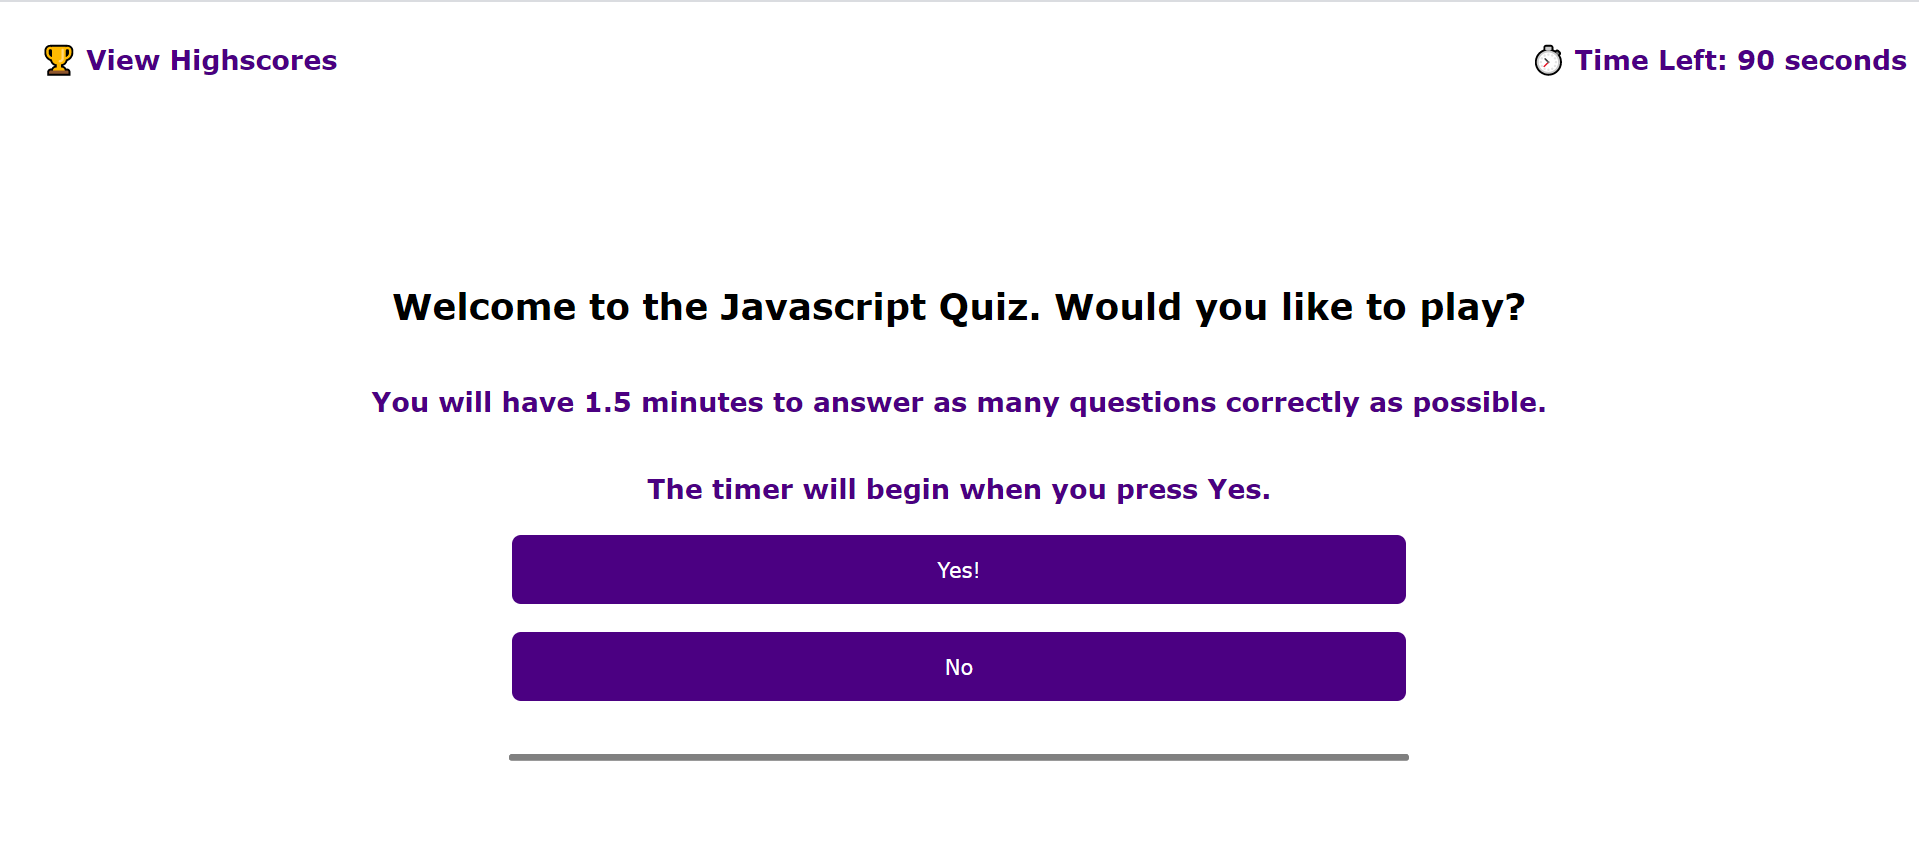 🏆 View Highscores
⏱ Time Left: 90 seconds
Welcome to the Javascript Quiz. Would you like to play?
You will have 1.5 minutes to answer as many questions correctly as possible.
The timer will begin when you press Yes.
Yes!
No